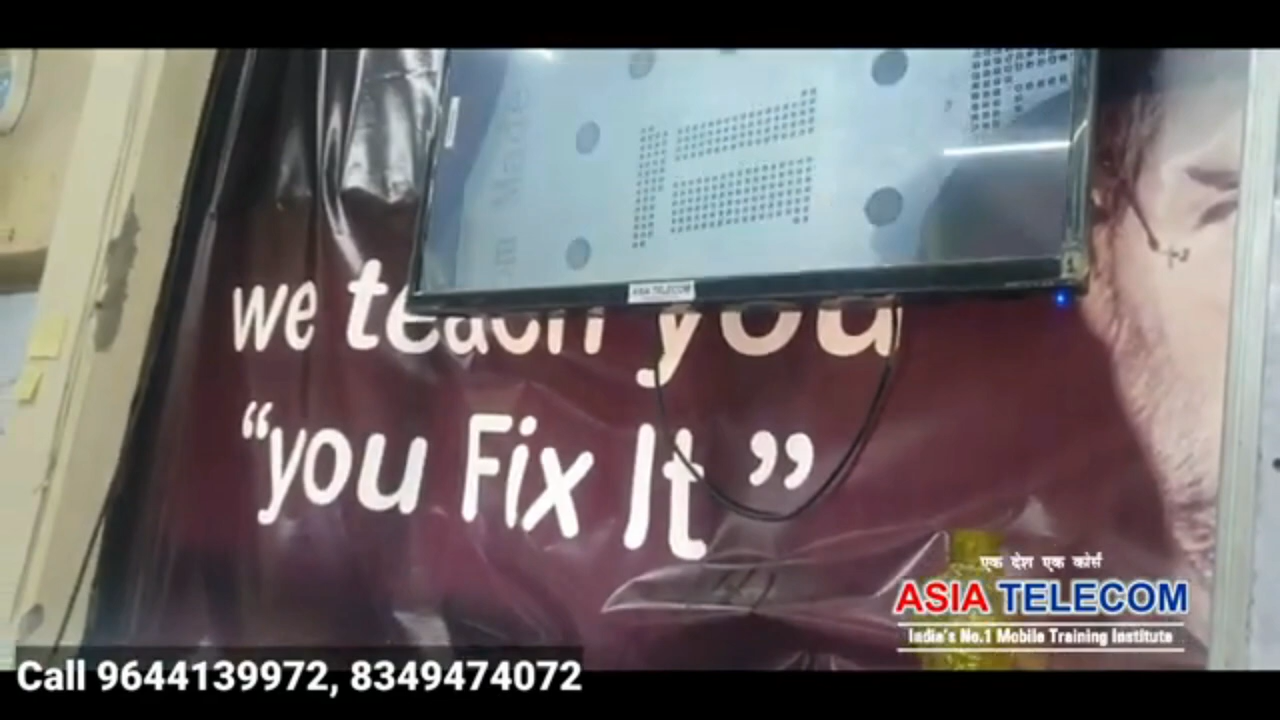 ASIA TELECOM
we teach you
“you Fix It”
एक देश एक कोर्स
ASIA TELECOM
India's No.1 Mobile Training Institute
Call 9644139972, 8349474072